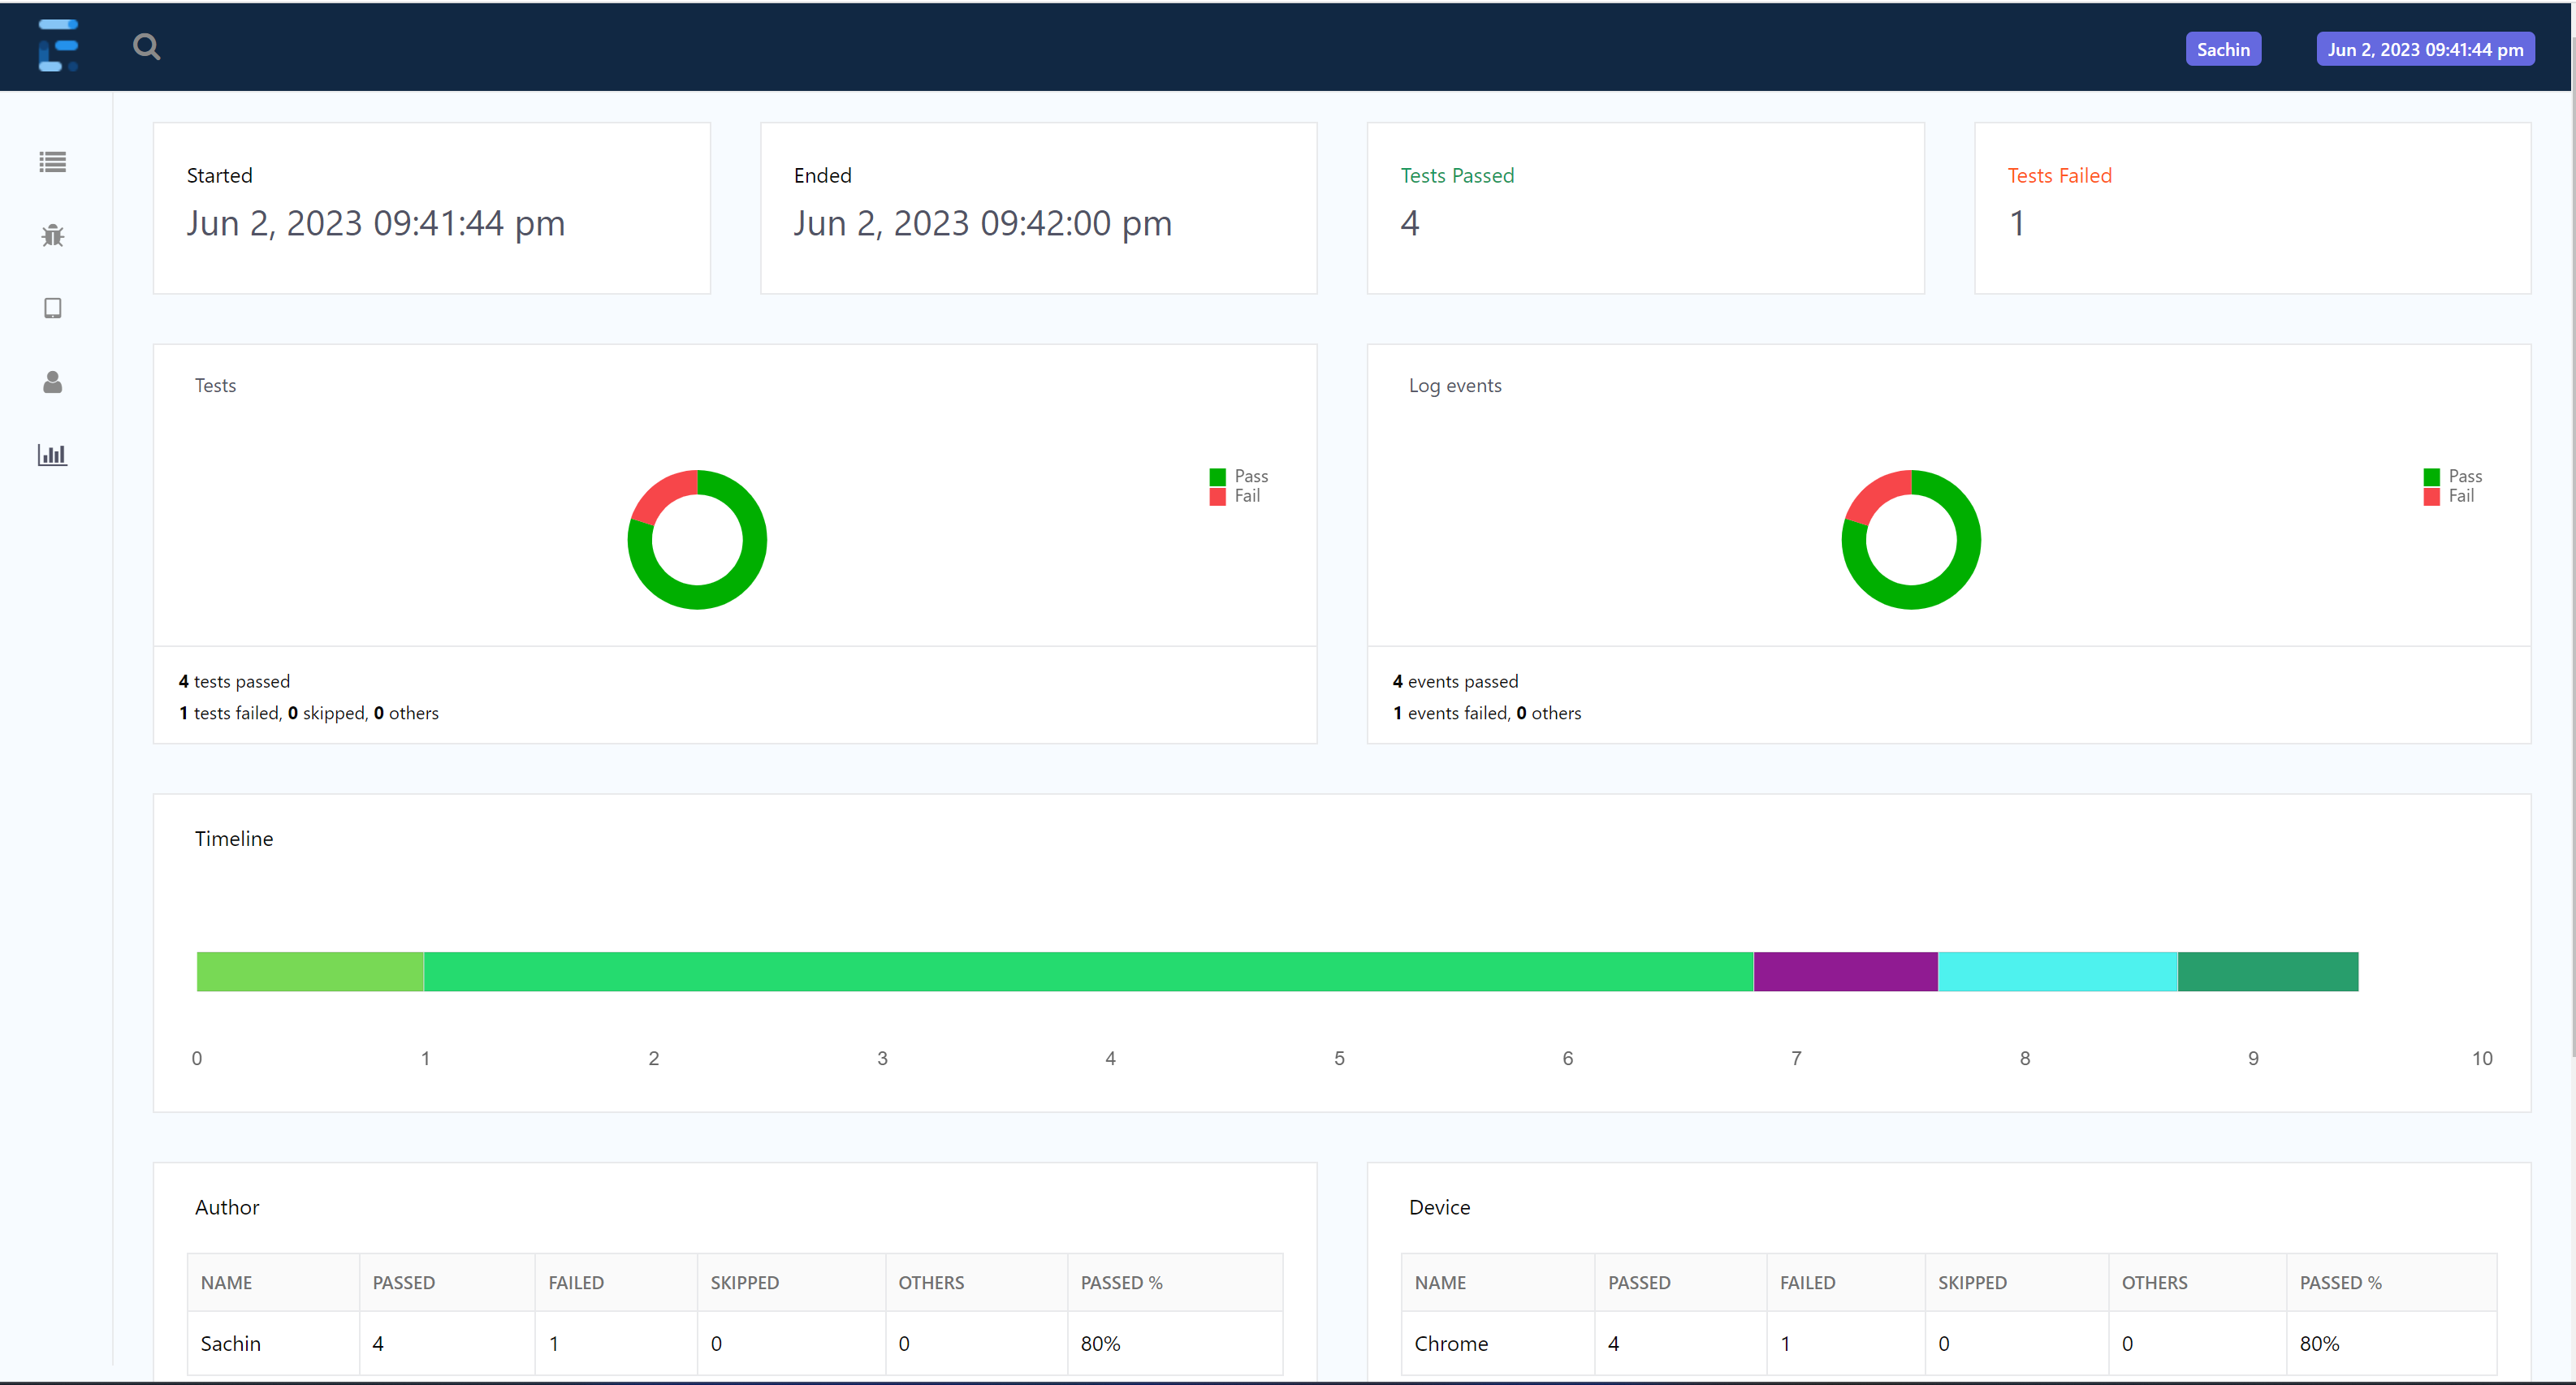 Sachin Jun 2, 2023 09:41:44 pm
Started
Jun 2, 2023 09:41:44 pm
Ended
Jun 2, 2023 09:42:00 pm
Tests Passed
4
Tests Failed
1
Tests
Pass
Fail
4 tests passed
1 tests failed, 0 skipped, 0 others
Log events
Pass
Fail
4 events passed
1 events failed, 0 others
Timeline
0 1 2 3 4 5 6 7 8 9 10
Author
NAME PASSED FAILED SKIPPED OTHERS PASSED %
Sachin 4 1 0 0 80%
Device
NAME PASSED FAILED SKIPPED OTHERS PASSED %
Chrome 4 1 0 0 80%